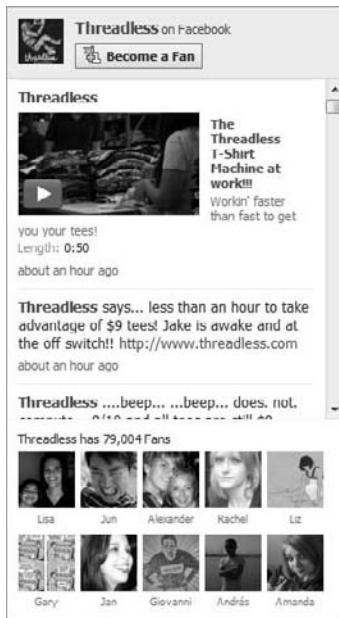 Threadless on Facebook
Become a Fan
Threadless
The
Threadless
T-Shirt
Machine at
work!!!
Workin' faster
than fast to get
you your tees!
Length: 0:50
about an hour ago
Threadless says... less than an hour to take
advantage of $9 tees! Jake is awake and at
the off switch!! http://www.threadless.com
about an hour ago
Threadless ....beep... ...beep... does. not.
Threadless has 79,004 Fans
Lisa Jun Alexander Rachel Liz
Gary Jan Giovanni András Amanda